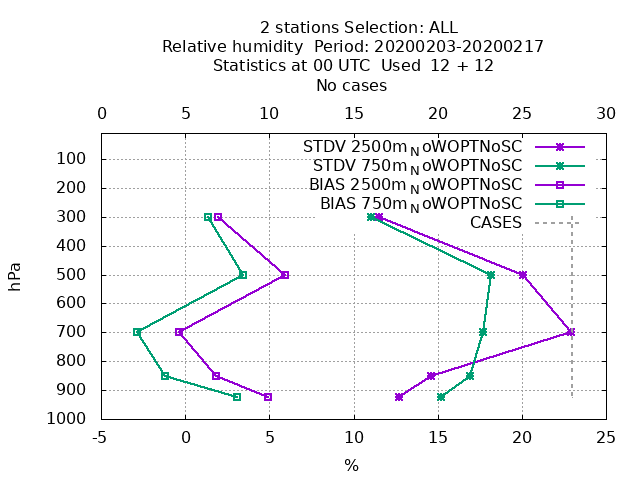 2 stations Selection: ALL
Relative humidity  Period: 20200203-20200217
Statistics at 00 UTC  Used  12 + 12
No cases
0 5 10 15 20 25 30
STDV 2500m_NoWOPTNoSC
STDV 750m_NoWOPTNoSC
BIAS 2500m_NoWOPTNoSC
BIAS 750m_NoWOPTNoSC
CASES
100
200
300
400
500
600
700
800
900
1000
hPa
-5 0 5 10 15 20 25
%